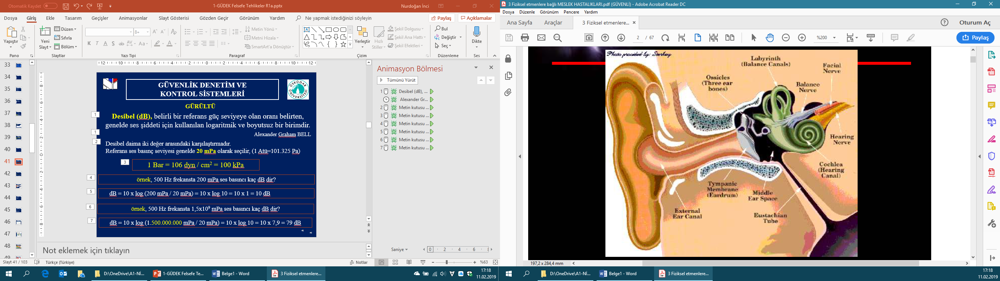 Otomatik Kaydet
1-GÜDEK Felsefe Tehlikeler R1a.pptx
Nurdoğan İnci
Dosya Giriş Ekle Tasarım Geçişler Animasyonlar Slayt Gösterisi Gözden Geçir Görünüm Yardım Ne yapmak istediğinizi söyleyin Paylaş Açıklamalar
Yapıştır
Yeni Slayt
Düzen
Sıfırla
Bölüm
8+
K T A S ab AV Aa A
Metin Yönü
Metni Hizala
SmartArt'a Dönüştür
Yerleştir
Hızlı Stiller
Şekil Dolgusu
Şekil Ana Hattı
Şekil Efektleri
Bul
Değiştir
Seç
Dikte
Pano Slaytlar Yazı Tipi Paragraf Çizim Düzenleme Ses
33
34
35
36
37
38
39
40
41
42
43
44
45
46
47
48
49
GÜVENLİK DENETİM VE
KONTROL SİSTEMLERİ
ÜSKÜDAR ÜNİVERSİTESİ
GÜRÜLTÜ
1 Desibel (dB), belirli bir referans güç seviyeye olan oranı belirten,
genelde ses şiddeti için kullanılan logaritmik ve boyutsuz bir birimdir.
1 Alexander Graham BELL
2 Desibel daima iki değer arasındaki karşılaştırmadır.
Referans ses basınç seviyesi genelde 20 mPa olarak seçilir, (1 Atü=101.325 Pa)
3 1 Bar = 106 dyn / cm² = 100 kPa
4 örnek, 500 Hz frekansta 200 mPa ses basıncı kaç dB dir?
5 dB = 10 x log (200 mPa / 20 mPa) = 10 x log 10 = 10 x 1 = 10 dB
6 örnek, 500 Hz frekansta 1,5x10⁹ mPa ses basıncı kaç dB dir?
7 dB = 10 x log (1.500.000.000 mPa / 20 mPa) = 10 x log 10 = 10 x 7,9 = 79 dB
41
41
Not eklemek için tıklayın
Animasyon Bölmesi
Tümünü Yürüt
1 Desibel (dB), ...
Alexander Gr...
2 Metin kutusu ...
3 Metin kutusu ...
4 Metin kutusu ...
5 Metin kutusu ...
6 Metin kutusu ...
7 Metin kutusu ...
Saniye 0 2 4 6
Slayt 41 / 103 Türkçe (Türkiye) Notlar %63
D:\OneDrive\A1-Nİ... 1-GÜDEK Felsefe Te... Belge1 - Word 3 Fiziksel etmenlere...
17:18
11.02.2019
3 Fiziksel etmenlere bağlı MESLEK HASTALIKLARI.pdf (GÜVENLİ) - Adobe Acrobat Reader DC
Dosya Düzenle Görünüm Pencere Yardım
Ana Sayfa Araçlar 3 Fiziksel etmenlere... Oturum Aç
2 / 67 %200 Paylaş
Photo provided by: Starkey
Labyrinth
(Balance Canals)
Facial
Nerve
Ossicles
(Three ear
bones)
Balance
Nerve
Hearing
Nerve
Cochlea
(Hearing
Canal)
Tympanic
Membrane
(Eardrum)
Middle
Ear Space
External
Ear Canal
Eustachian
Tube
197,2 x 284,4 mm
D:\OneDrive\A1-Nİ... Belge1 - Word 3 Fiziksel etmenlere...
17:18
11.02.2019